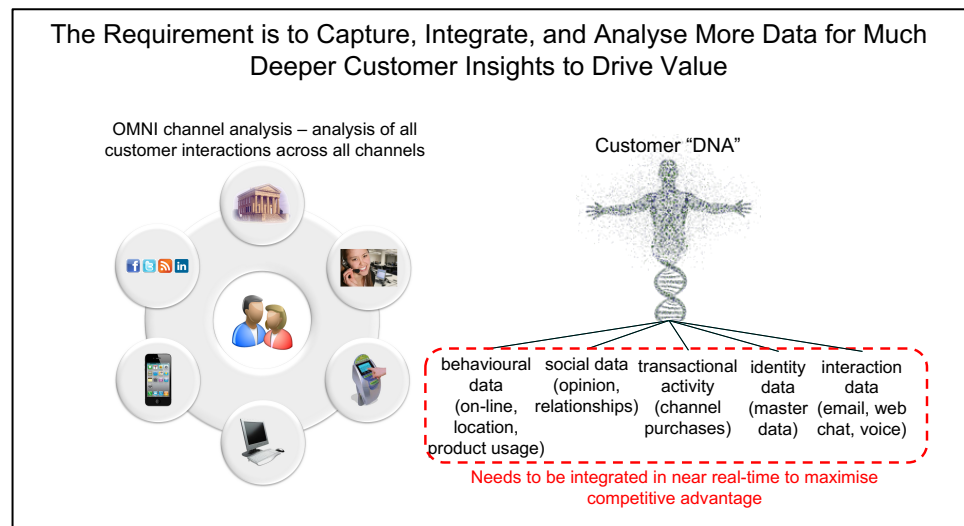 The Requirement is to Capture, Integrate, and Analyse More Data for Much
Deeper Customer Insights to Drive Value
OMNI channel analysis – analysis of all
customer interactions across all channels
Customer “DNA”
behavioural
data
(on-line,
location,
product usage)
social data
(opinion,
relationships)
transactional
activity
(channel
purchases)
identity
data
(master
data)
interaction
data
(email, web
chat, voice)
Needs to be integrated in near real-time to maximise
competitive advantage